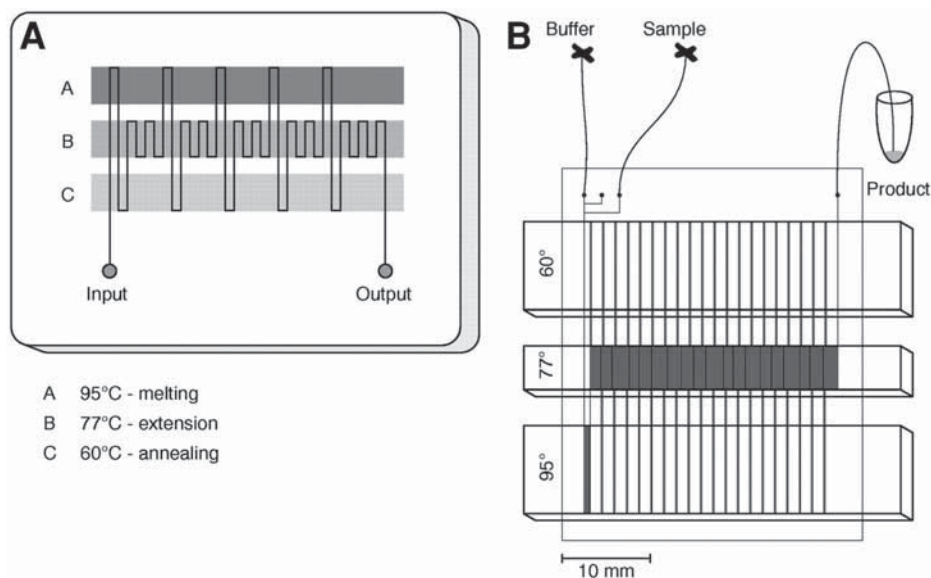 A
A
B
C
Input
Output
A 95°C - melting
B 77°C - extension
C 60°C - annealing
B
Buffer
Sample
Product
60°
77°
95°
10 mm